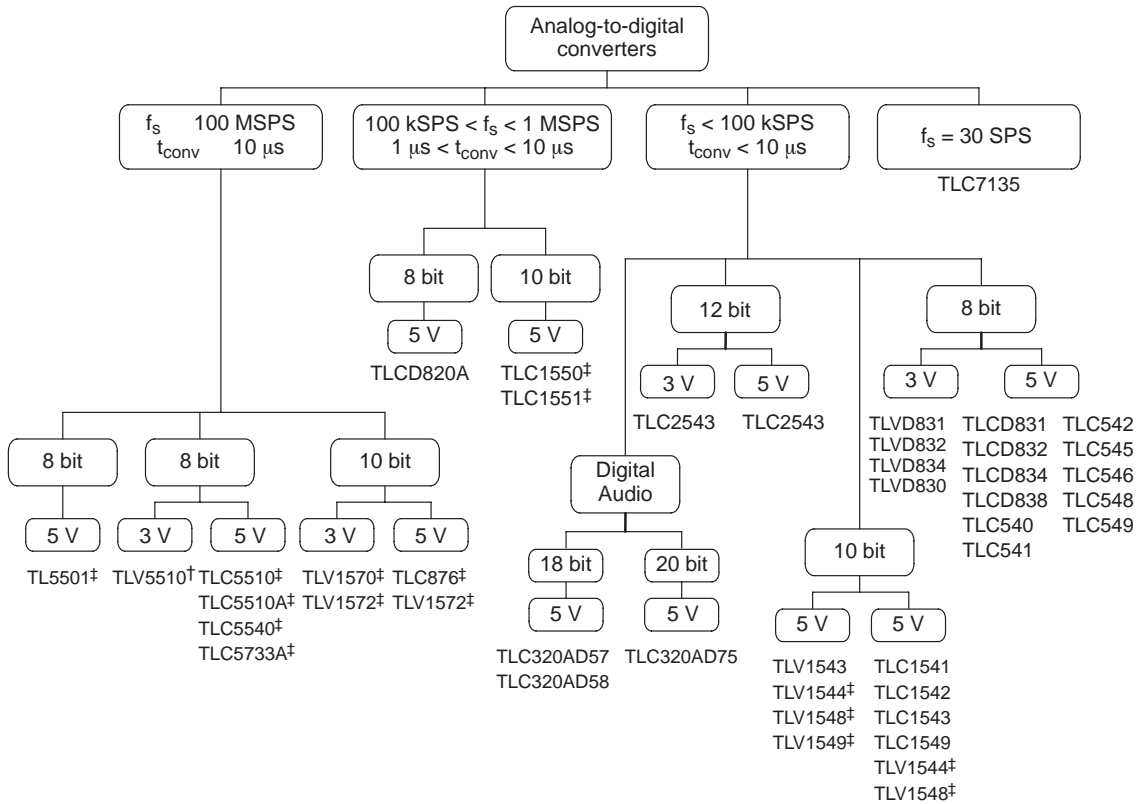 Analog-to-digital
converters
fs 100 MSPS
tconv 10 μs
100 kSPS < fs < 1 MSPS
1 μs < tconv < 10 μs
fs < 100 kSPS
tconv < 10 μs
fs = 30 SPS
TLC7135
8 bit
5 V
TLCD820A
10 bit
5 V
TLC1550‡
TLC1551‡
8 bit
5 V
TL5501‡
8 bit
3 V
TLV5510†
5 V
TLC5510‡
TLC5510A‡
TLC5540‡
TLC5733A‡
10 bit
3 V
TLV1570‡
TLV1572‡
5 V
TLC876‡
TLV1572‡
Digital
Audio
18 bit
5 V
TLC320AD57
TLC320AD58
20 bit
5 V
TLC320AD75
12 bit
3 V
TLC2543
5 V
TLC2543
10 bit
5 V
TLV1543
TLV1544‡
TLV1548‡
TLV1549‡
5 V
TLC1541
TLC1542
TLC1543
TLC1549
TLV1544‡
TLV1548‡
8 bit
3 V
TLVD831
TLVD832
TLVD834
TLVD830
5 V
TLCD831
TLCD832
TLCD834
TLCD838
TLC540
TLC541
TLC542
TLC545
TLC546
TLC548
TLC549